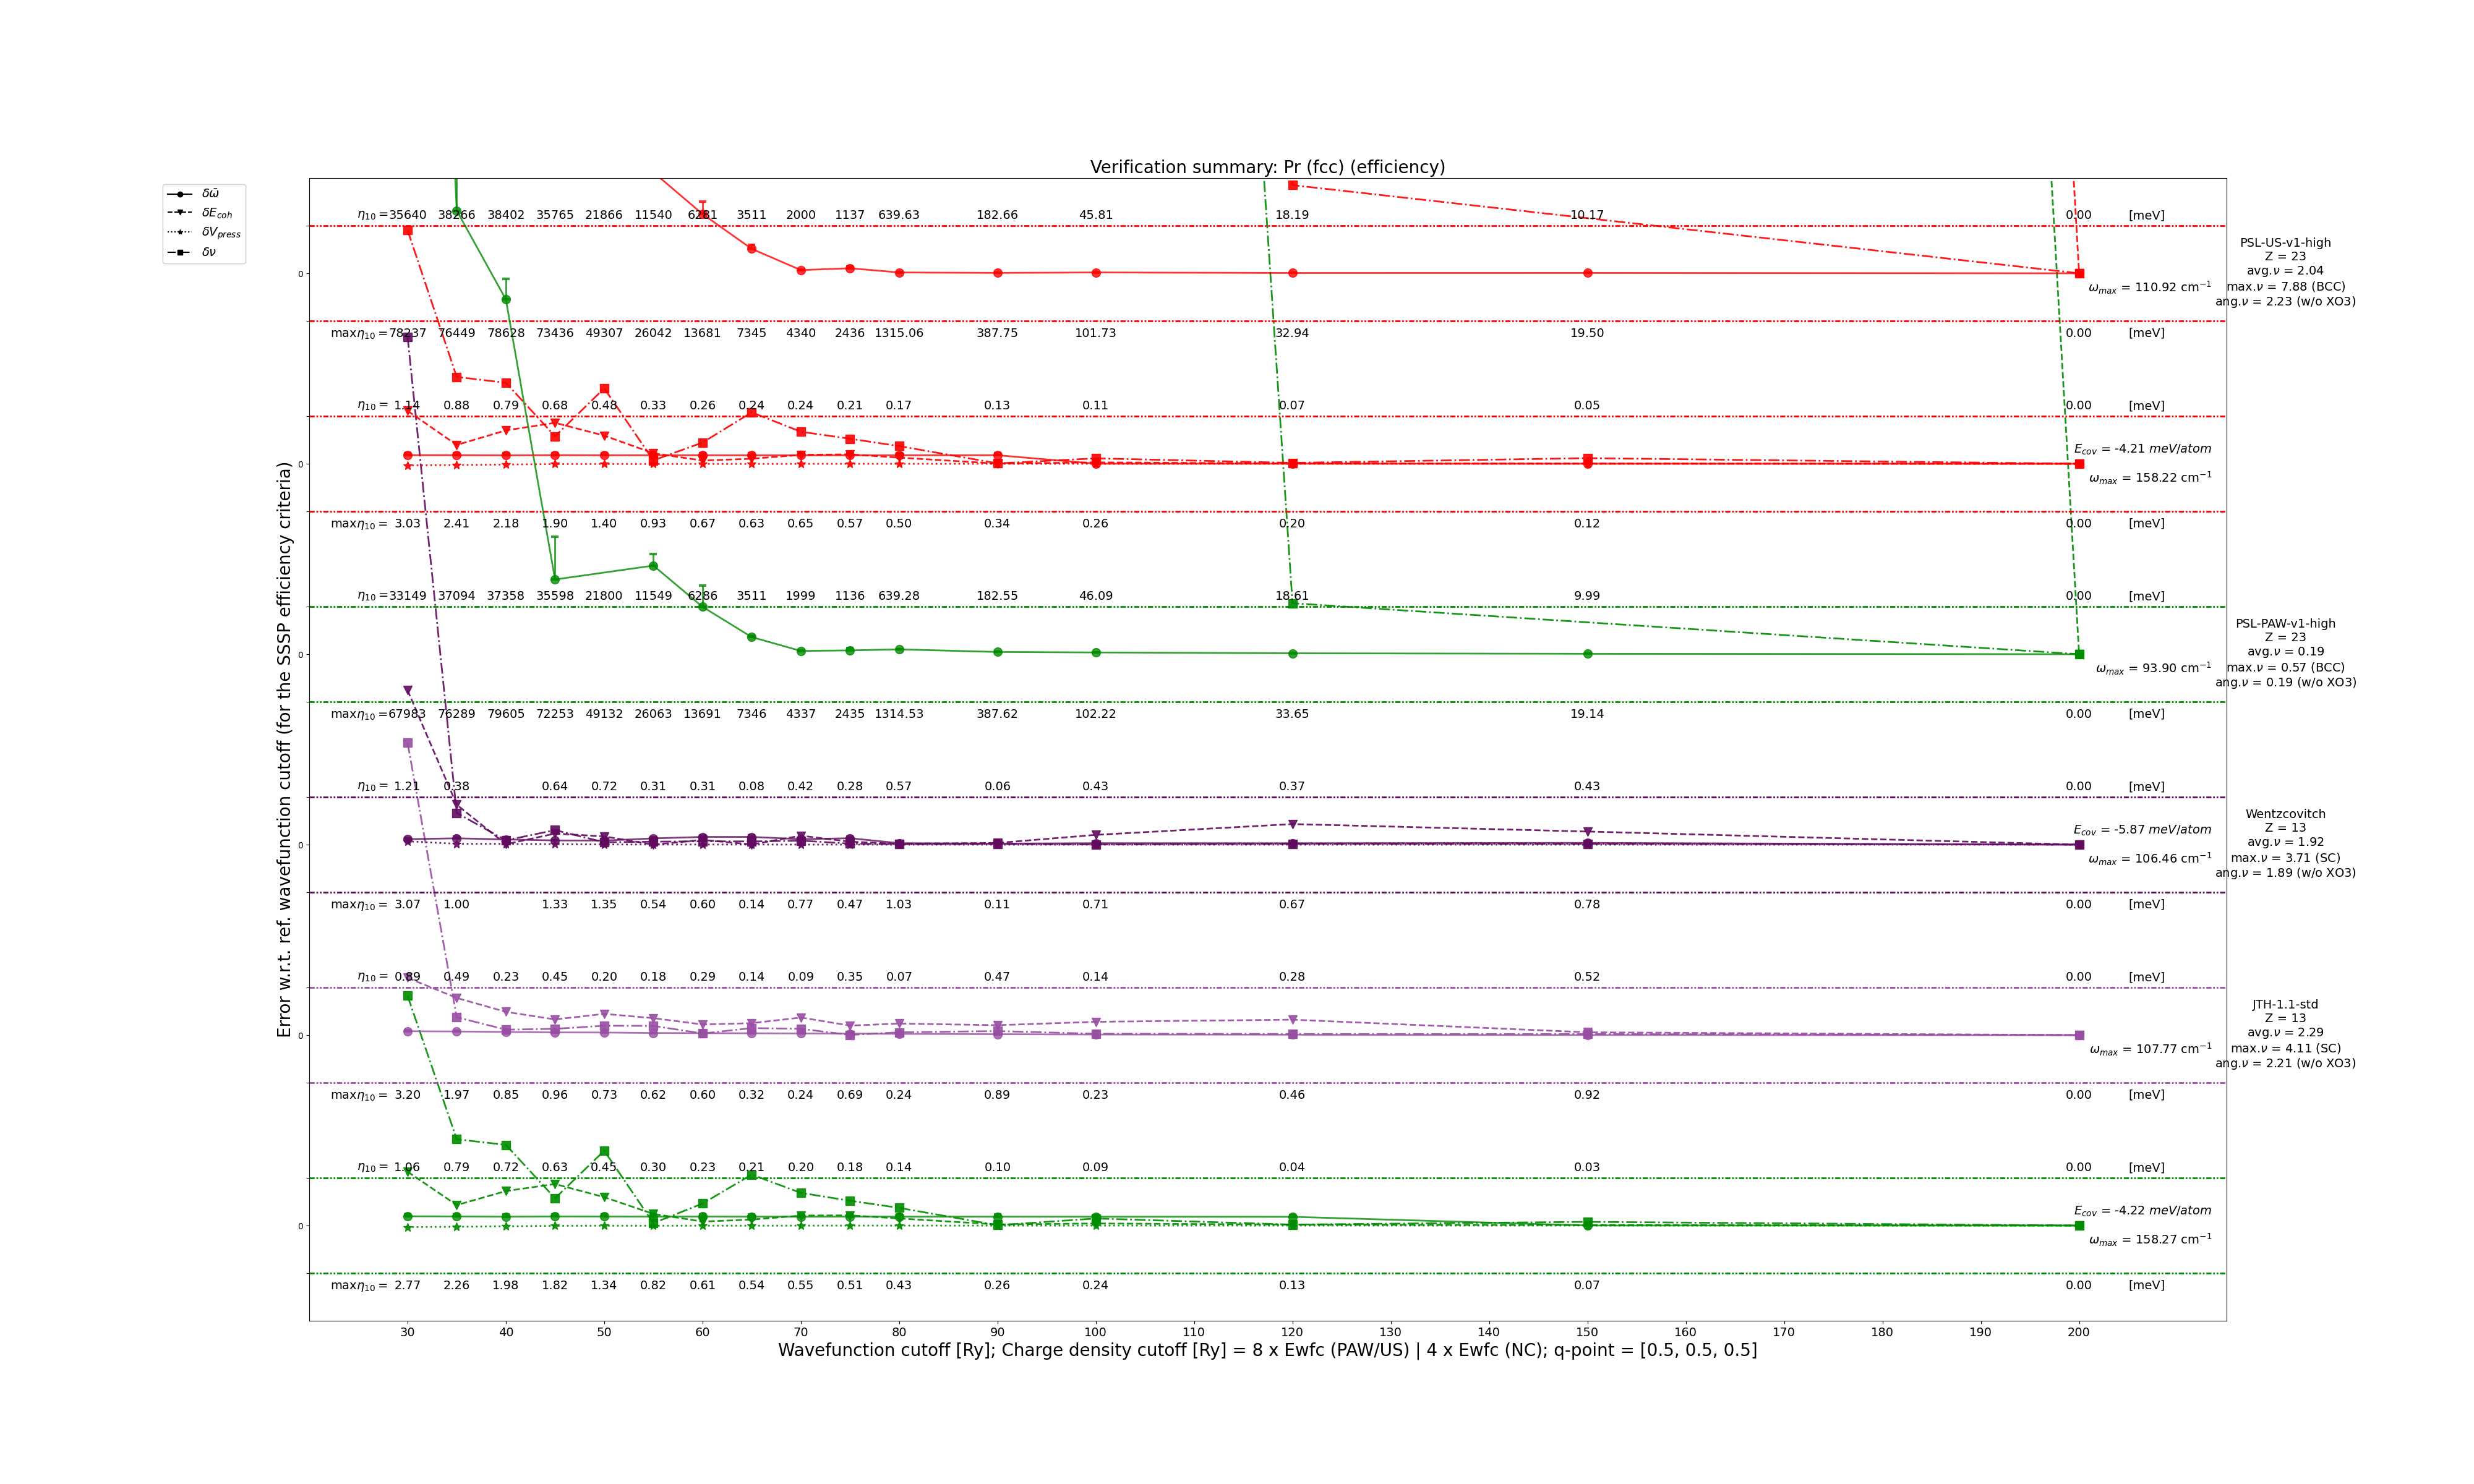 Verification summary: Pr (fcc) (efficiency)
δω̄
δE_coh
δV_press
δν
Error w.r.t. ref. wavefunction cutoff (for the SSSP efficiency criteria)
η₁₀ = 35640 38266 38402 35765 21866 11540 6281 3511 2000 1137 639.63 182.66 45.81 18.19 10.17 0.00 [meV]
0
PSL-US-v1-high
Z = 23
avg.ν = 2.04
ω_max = 110.92 cm⁻¹
max.ν = 7.88 (BCC)
ang.ν = 2.23 (w/o XO3)
maxη₁₀ = 78237 76449 78628 73436 49307 26042 13681 7345 4340 2436 1315.06 387.75 101.73 32.94 19.50 0.00 [meV]
η₁₀ = 1.14 0.88 0.79 0.68 0.48 0.33 0.26 0.24 0.24 0.21 0.17 0.13 0.11 0.07 0.05 0.00 [meV]
E_cov = -4.21 meV/atom
0
ω_max = 158.22 cm⁻¹
maxη₁₀ = 3.03 2.41 2.18 1.90 1.40 0.93 0.67 0.63 0.65 0.57 0.50 0.34 0.26 0.20 0.12 0.00 [meV]
η₁₀ = 33149 37094 37358 35598 21800 11549 6286 3511 1999 1136 639.28 182.55 46.09 18.61 9.99 0.00 [meV]
0
PSL-PAW-v1-high
Z = 23
avg.ν = 0.19
ω_max = 93.90 cm⁻¹
max.ν = 0.57 (BCC)
ang.ν = 0.19 (w/o XO3)
maxη₁₀ = 67983 76289 79605 72253 49132 26063 13691 7346 4337 2435 1314.53 387.62 102.22 33.65 19.14 0.00 [meV]
η₁₀ = 1.21 0.38 0.64 0.72 0.31 0.31 0.08 0.42 0.28 0.57 0.06 0.43 0.37 0.43 0.00 [meV]
E_cov = -5.87 meV/atom
0
Wentzcovitch
Z = 13
avg.ν = 1.92
ω_max = 106.46 cm⁻¹
max.ν = 3.71 (SC)
ang.ν = 1.89 (w/o XO3)
maxη₁₀ = 3.07 1.00 1.33 1.35 0.54 0.60 0.14 0.77 0.47 1.03 0.11 0.71 0.67 0.78 0.00 [meV]
η₁₀ = 0.89 0.49 0.23 0.45 0.20 0.18 0.29 0.14 0.09 0.35 0.07 0.47 0.14 0.28 0.52 0.00 [meV]
0
JTH-1.1-std
Z = 13
avg.ν = 2.29
ω_max = 107.77 cm⁻¹
max.ν = 4.11 (SC)
ang.ν = 2.21 (w/o XO3)
maxη₁₀ = 3.20 1.97 0.85 0.96 0.73 0.62 0.60 0.32 0.24 0.69 0.24 0.89 0.23 0.46 0.92 0.00 [meV]
η₁₀ = 1.06 0.79 0.72 0.63 0.45 0.30 0.23 0.21 0.20 0.18 0.14 0.10 0.09 0.04 0.03 0.00 [meV]
E_cov = -4.22 meV/atom
0
ω_max = 158.27 cm⁻¹
maxη₁₀ = 2.77 2.26 1.98 1.82 1.34 0.82 0.61 0.54 0.55 0.51 0.43 0.26 0.24 0.13 0.07 0.00 [meV]
30 40 50 60 70 80 90 100 110 120 130 140 150 160 170 180 190 200
Wavefunction cutoff [Ry]; Charge density cutoff [Ry] = 8 x Ewfc (PAW/US) | 4 x Ewfc (NC); q-point = [0.5, 0.5, 0.5]